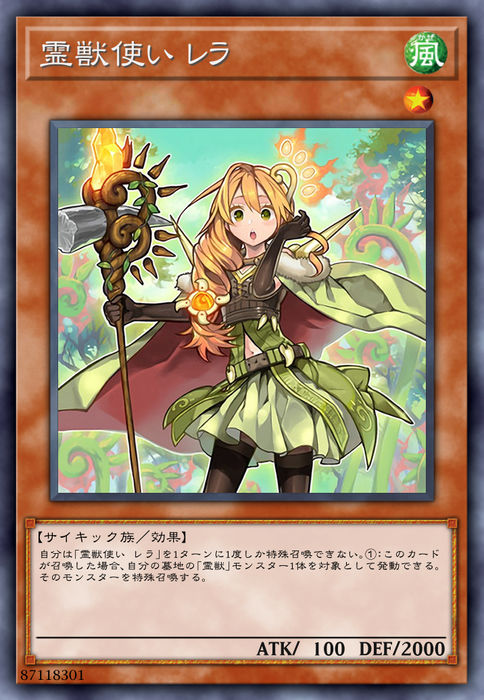 霊獣使い レラ
かぜ
風
【サイキック族／効果】
自分は「霊獣使い レラ」を1ターンに1度しか特殊召喚できない。①:このカード
が召喚した場合、自分の墓地の「霊獣」モンスター1体を対象として発動できる。
そのモンスターを特殊召喚する。
ATK/ 100 DEF/2000
87118301